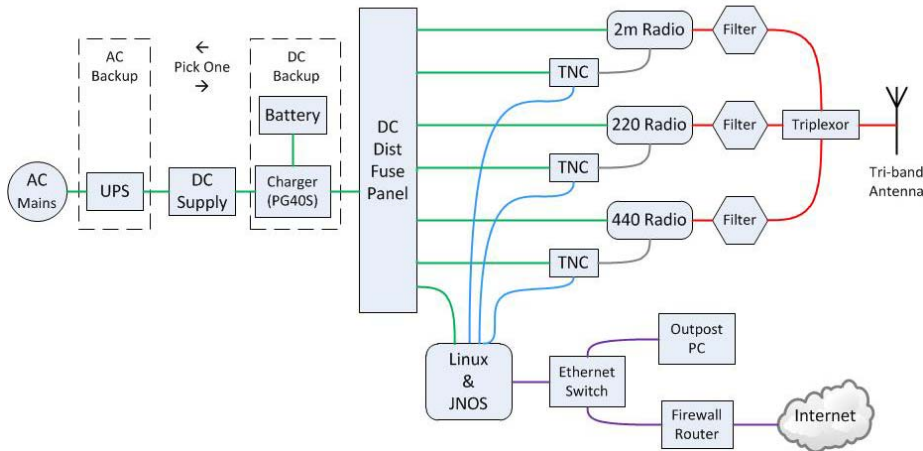 AC
Backup
←
Pick One
→
DC
Backup
Battery
AC
Mains
UPS
DC
Supply
Charger
(PG40S)
DC
Dist
Fuse
Panel
2m Radio
Filter
TNC
220 Radio
Filter
Triplexor
TNC
Tri-band
Antenna
440 Radio
Filter
TNC
Linux
&
JNOS
Ethernet
Switch
Outpost
PC
Firewall
Router
Internet